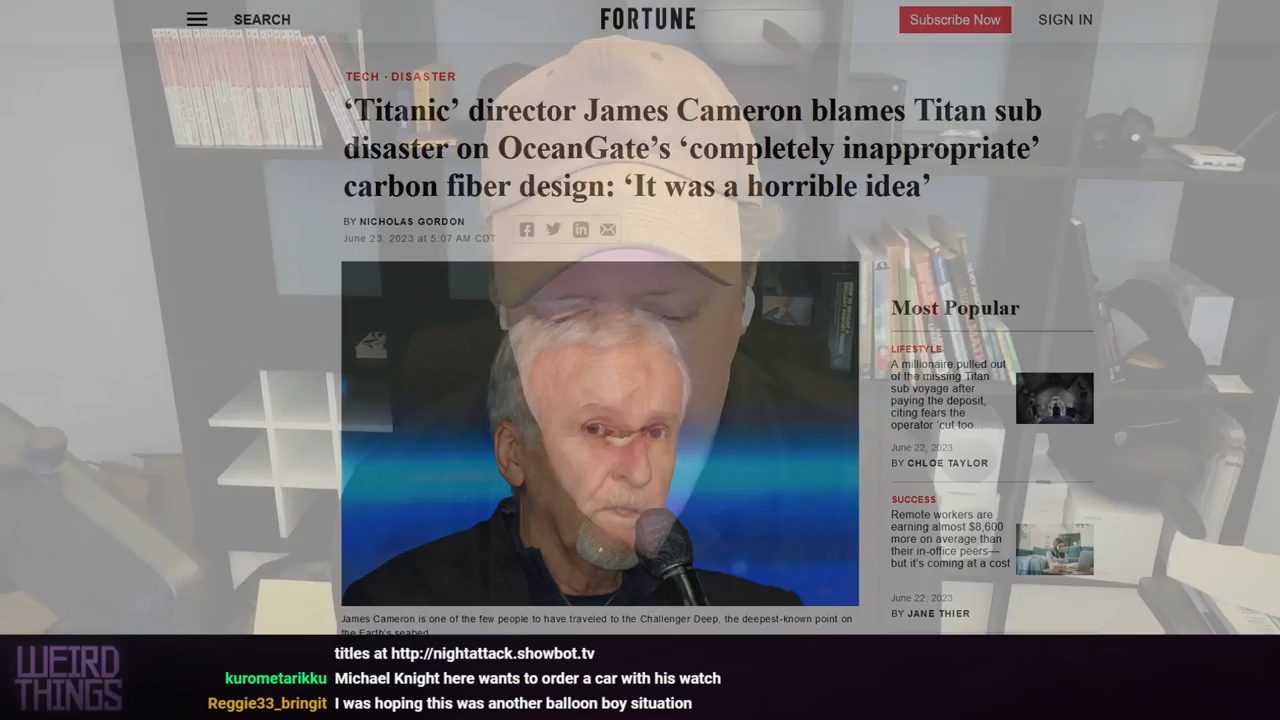 SEARCH
FORTUNE
Subscribe Now
SIGN IN
TECH · DISASTER
‘Titanic’ director James Cameron blames Titan sub
disaster on OceanGate’s ‘completely inappropriate’
carbon fiber design: ‘It was a horrible idea’
BY NICHOLAS GORDON
June 23, 2023 at 5:07 AM CDT
Most Popular
LIFESTYLE
A millionaire pulled out
of the missing Titan
sub voyage after
paying the deposit,
citing fears the
operator ‘cut too...
June 22, 2023
BY CHLOE TAYLOR
SUCCESS
Remote workers are
earning almost $8,600
more on average than
their in-office peers—
but it’s coming at a cost
June 22, 2023
BY JANE THIER
James Cameron is one of the few people to have traveled to the Challenger Deep, the deepest-known point on
the Earth's seabed
WEIRD
THINGS
titles at http://nightattack.showbot.tv
kurometarikku Michael Knight here wants to order a car with his watch
Reggie33_bringit I was hoping this was another balloon boy situation